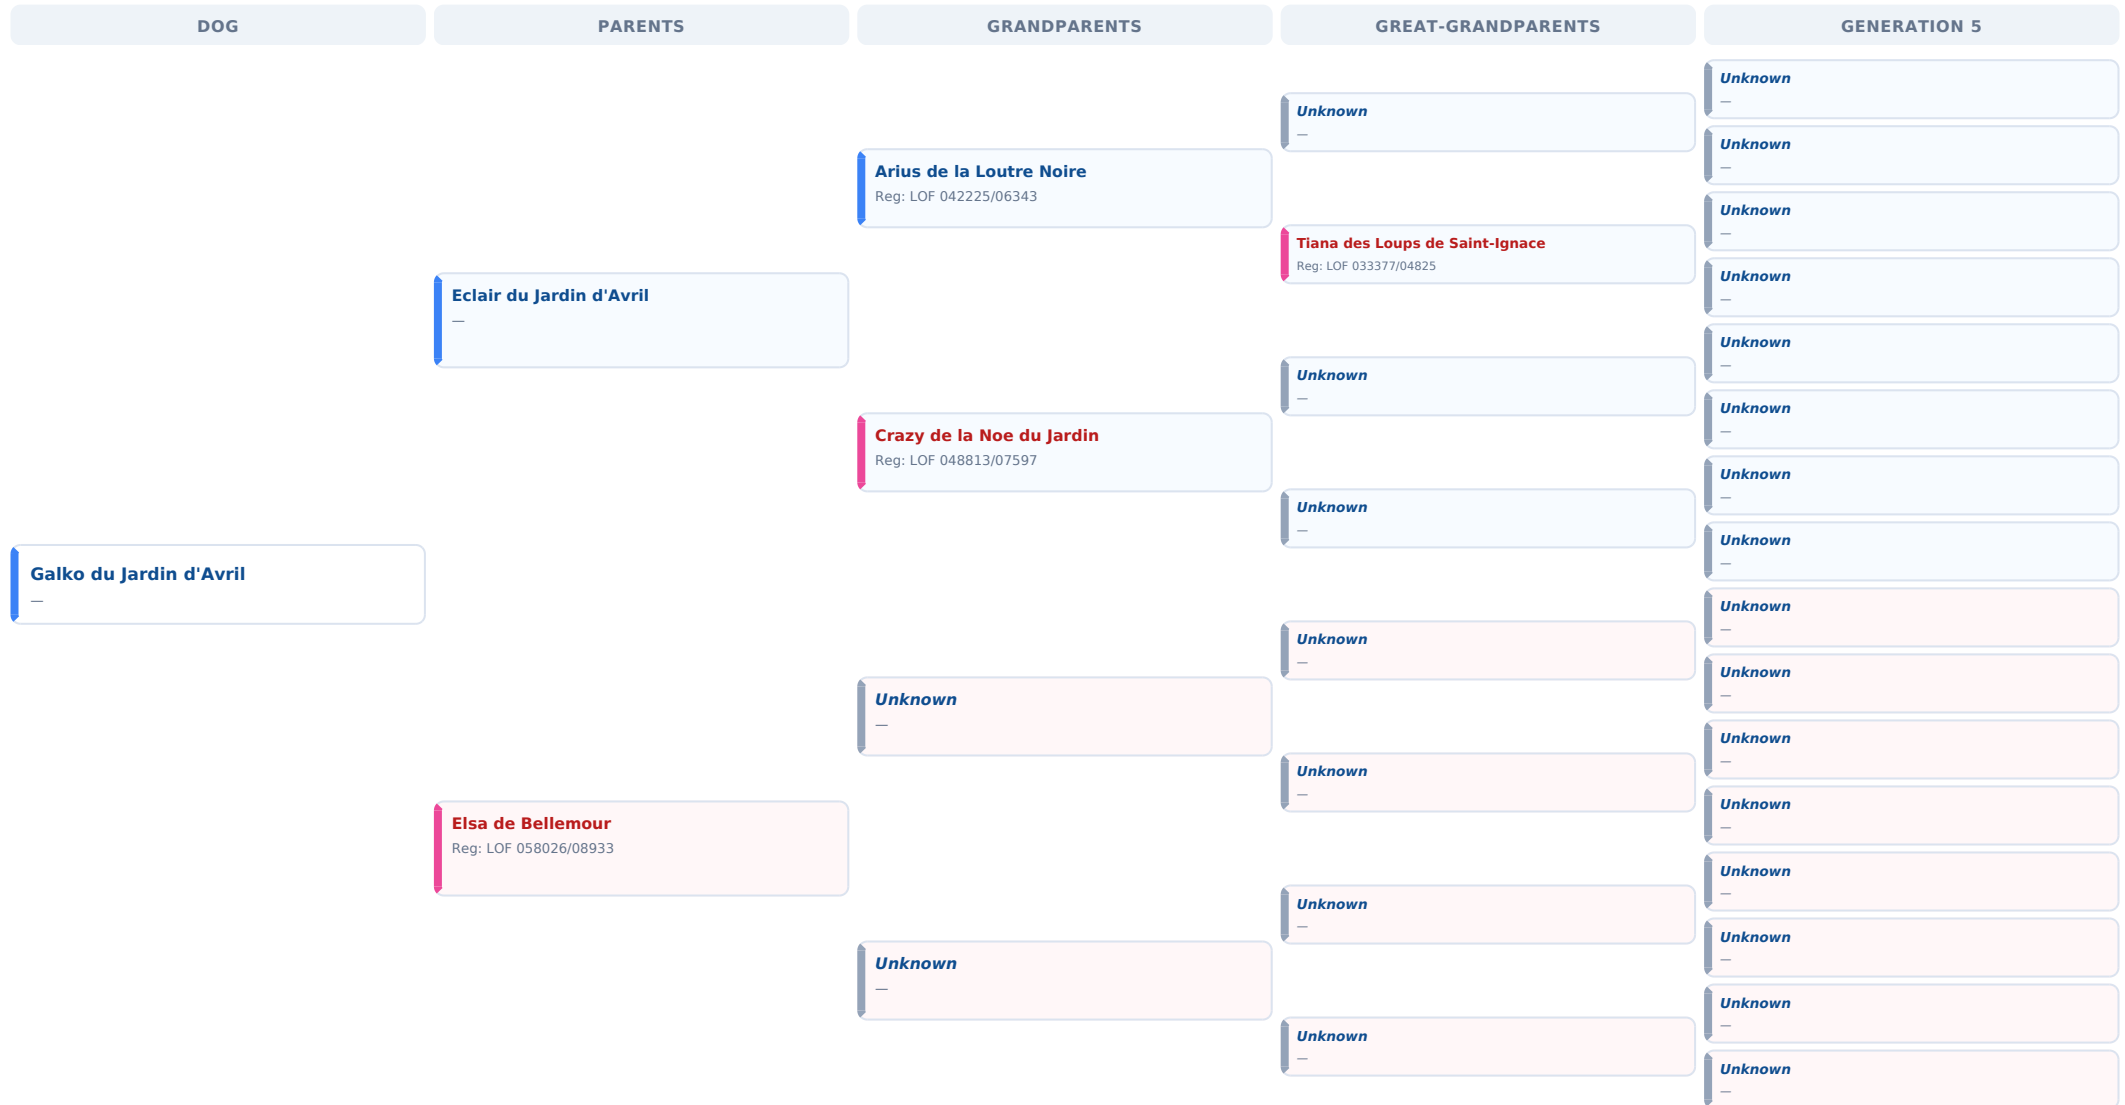 DOG
PARENTS
GRANDPARENTS
GREAT-GRANDPARENTS
GENERATION 5
Galko du Jardin d'Avril
—
Eclair du Jardin d'Avril
—
Elsa de Bellemour
Reg: LOF 058026/08933
Arius de la Loutre Noire
Reg: LOF 042225/06343
Crazy de la Noe du Jardin
Reg: LOF 048813/07597
Unknown
—
Unknown
—
Unknown
—
Tiana des Loups de Saint-Ignace
Reg: LOF 033377/04825
Unknown
—
Unknown
—
Unknown
—
Unknown
—
Unknown
—
Unknown
—
Unknown
—
Unknown
—
Unknown
—
Unknown
—
Unknown
—
Unknown
—
Unknown
—
Unknown
—
Unknown
—
Unknown
—
Unknown
—
Unknown
—
Unknown
—
Unknown
—
Unknown
—
Unknown
—